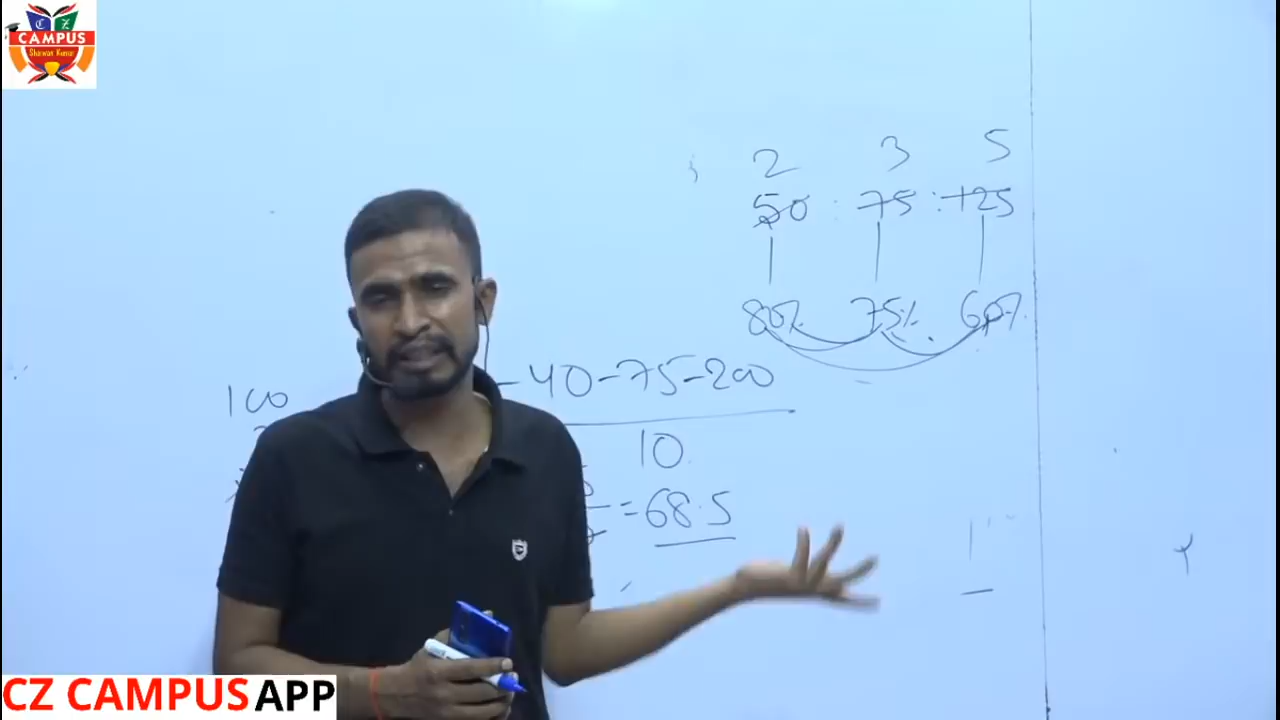 C Z
CAMPUS
Sharwan Kumar
2 3 5
50 : 75 : 125
80% 75% 60%
100
- 40 - 75 - 200
10
= 68.5
CZ CAMPUS APP